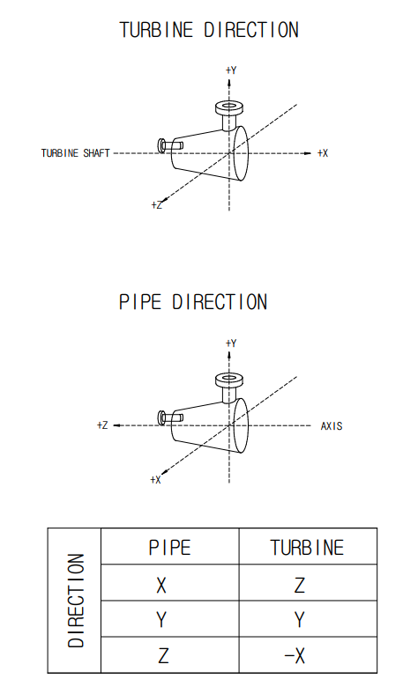 TURBINE DIRECTION
+Y
TURBINE SHAFT
+X
+Z
PIPE DIRECTION
+Y
+Z
AXIS
+X
DIRECTION
PIPE TURBINE
X Z
Y Y
Z -X